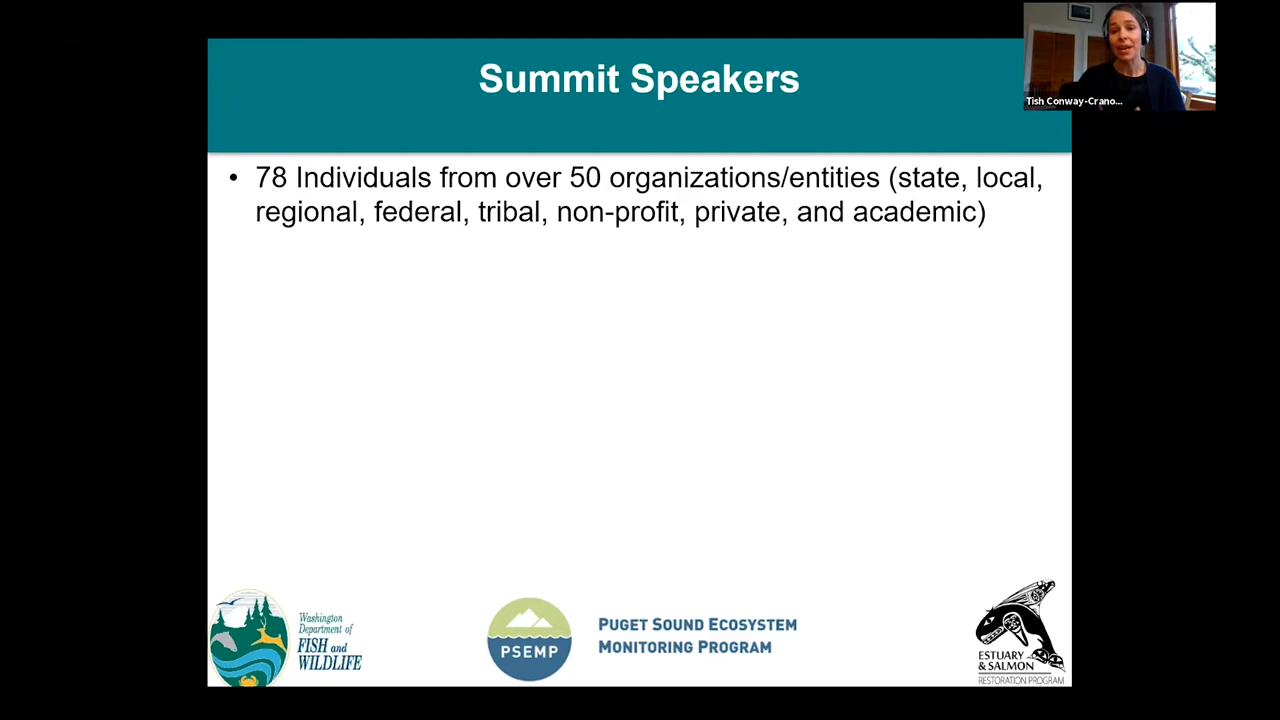 Summit Speakers
Tish Conway-Crano...
• 78 Individuals from over 50 organizations/entities (state, local,
regional, federal, tribal, non-profit, private, and academic)
Washington
Department of
FISH and
WILDLIFE
PSEMP
PUGET SOUND ECOSYSTEM
MONITORING PROGRAM
ESTUARY
& SALMON
RESTORATION PROGRAM